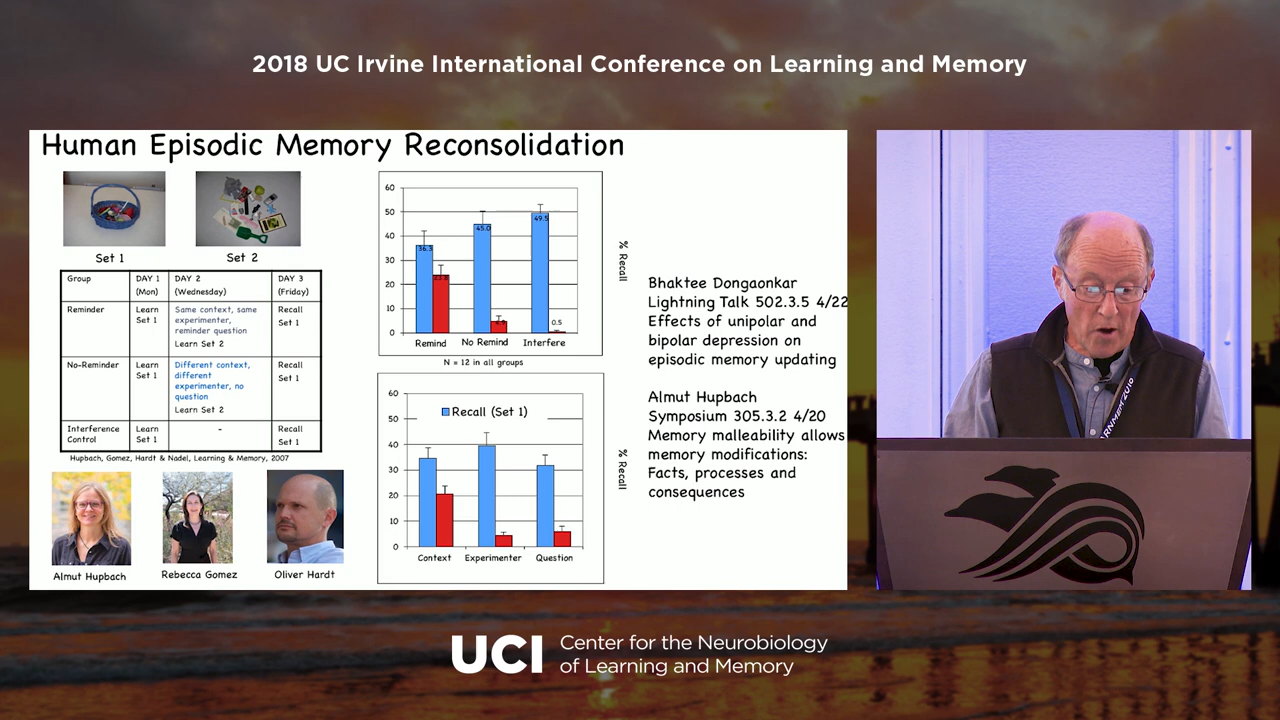 2018 UC Irvine International Conference on Learning and Memory
Human Episodic Memory Reconsolidation
Set 1
Set 2
Group
DAY 1
(Mon)
DAY 2
(Wednesday)
DAY 3
(Friday)
Reminder
Learn
Set 1
Same context, same
experimenter,
reminder question
Learn Set 2
Recall
Set 1
No-Reminder
Learn
Set 1
Different context,
different
experimenter, no
question
Learn Set 2
Recall
Set 1
Interference
Control
Learn
Set 1
-
Recall
Set 1
Hupbach, Gomez, Hardt & Nadel, Learning & Memory, 2007
Almut Hupbach
Rebecca Gomez
Oliver Hardt
60
50
40
30
20
10
0
36.3
45.0
49.5
0.5
Remind
No Remind
Interfere
% Recall
N = 12 in all groups
60
50
40
30
20
10
0
Recall (Set 1)
Context
Experimenter
Question
% Recall
Bhaktee Dongaonkar
Lightning Talk 502.3.5 4/22
Effects of unipolar and
bipolar depression on
episodic memory updating
Almut Hupbach
Symposium 305.3.2 4/20
Memory malleability allows
memory modifications:
Facts, processes and
consequences
UCI
Center for the Neurobiology
of Learning and Memory